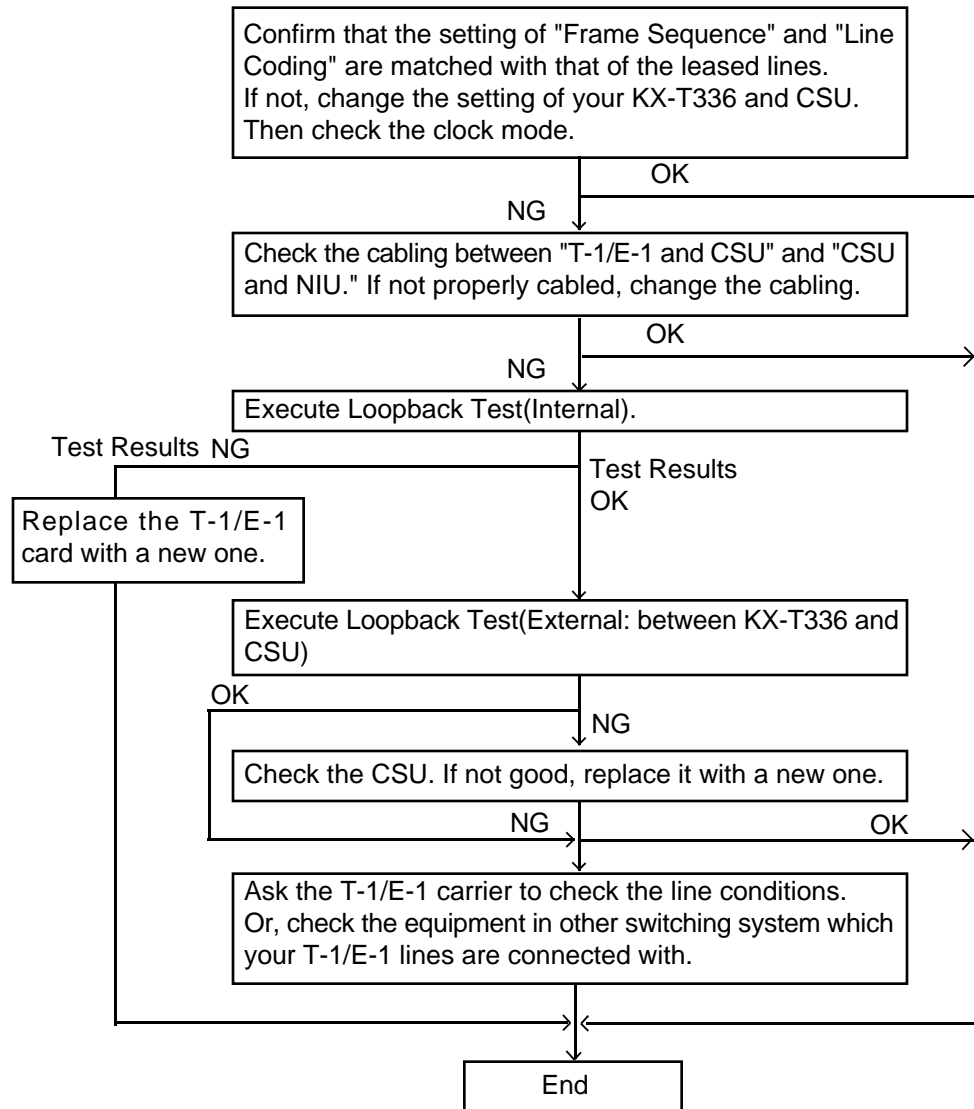 Confirm that the setting of "Frame Sequence" and "Line
Coding" are matched with that of the leased lines.
If not, change the setting of your KX-T336 and CSU.
Then check the clock mode.
OK
NG
Check the cabling between "T-1/E-1 and CSU" and "CSU
and NIU." If not properly cabled, change the cabling.
OK
NG
Execute Loopback Test(Internal).
Test Results NG
Test Results
OK
Replace the T-1/E-1
card with a new one.
Execute Loopback Test(External: between KX-T336 and
CSU)
OK
NG
Check the CSU. If not good, replace it with a new one.
NG
OK
Ask the T-1/E-1 carrier to check the line conditions.
Or, check the equipment in other switching system which
your T-1/E-1 lines are connected with.
End